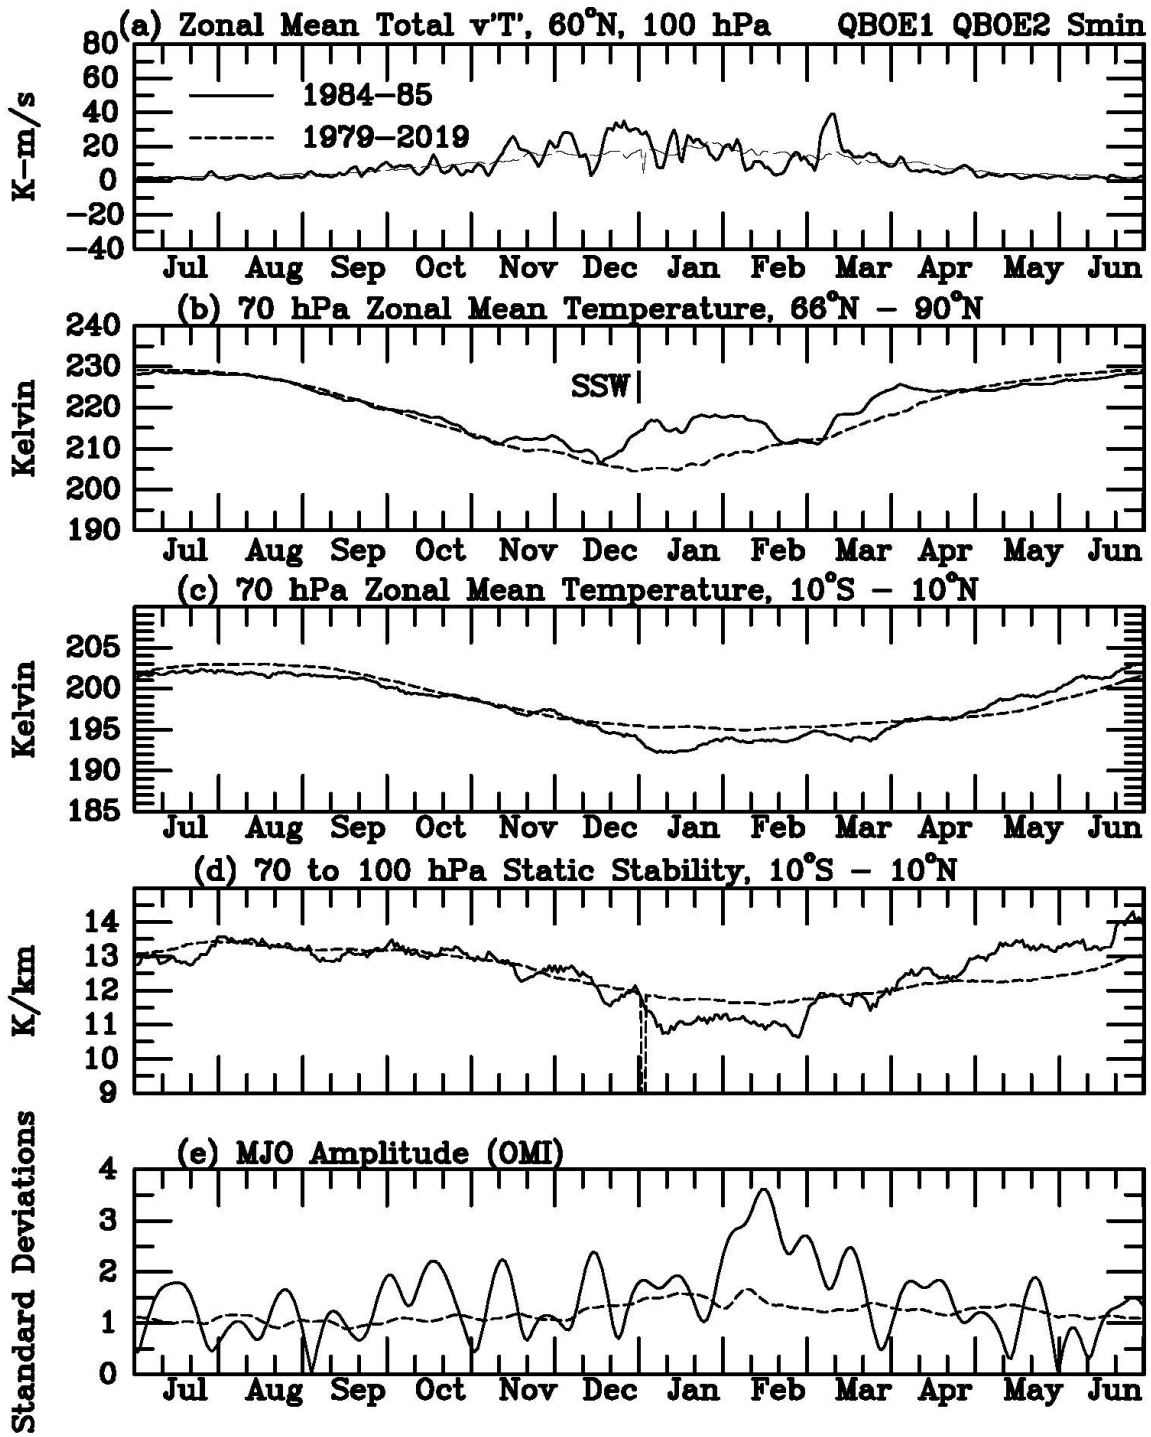 (a) Zonal Mean Total v'T', 60°N, 100 hPa QBOE1 QBOE2 Smin
80
60
40
20
0
−20
−40
K−m/s
1984−85
1979−2019
Jul Aug Sep Oct Nov Dec Jan Feb Mar Apr May Jun
(b) 70 hPa Zonal Mean Temperature, 66°N − 90°N
240
230
220
210
200
190
Kelvin
SSW
Jul Aug Sep Oct Nov Dec Jan Feb Mar Apr May Jun
(c) 70 hPa Zonal Mean Temperature, 10°S − 10°N
205
200
195
190
185
Kelvin
Jul Aug Sep Oct Nov Dec Jan Feb Mar Apr May Jun
(d) 70 to 100 hPa Static Stability, 10°S − 10°N
14
13
12
11
10
9
K/km
Jul Aug Sep Oct Nov Dec Jan Feb Mar Apr May Jun
(e) MJO Amplitude (OMI)
4
3
2
1
0
Standard Deviations
Jul Aug Sep Oct Nov Dec Jan Feb Mar Apr May Jun